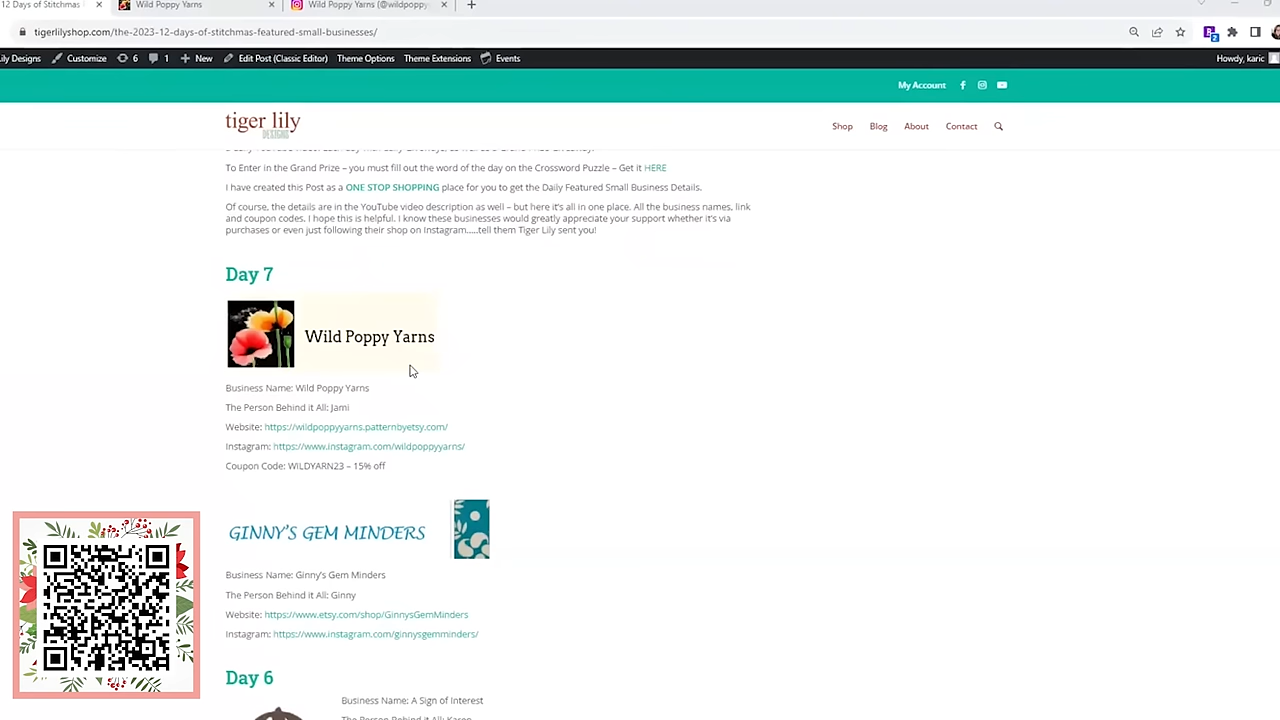 12 Days of Stitchmas
Wild Poppy Yarns
Wild Poppy Yarns (@wildpoppy
tigerlilyshop.com/the-2023-12-days-of-stitchmas-featured-small-businesses/
ily Designs
Customize
6
1
New
Edit Post (Classic Editor)
Theme Options
Theme Extensions
Events
Howdy, karic
My Account
tiger lily
DESIGNS
Shop
Blog
About
Contact
To Enter in the Grand Prize – you must fill out the word of the day on the Crossword Puzzle – Get it HERE
I have created this Post as a ONE STOP SHOPPING place for you to get the Daily Featured Small Business Details.
Of course, the details are in the YouTube video description as well – but here it's all in one place. All the business names, link
and coupon codes. I hope this is helpful. I know these businesses would greatly appreciate your support whether it's via
purchases or even just following their shop on Instagram…..tell them Tiger Lily sent you!
Day 7
Wild Poppy Yarns
Business Name: Wild Poppy Yarns
The Person Behind it All: Jami
Website: https://wildpoppyyarns.patternbyetsy.com/
Instagram: https://www.instagram.com/wildpoppyyarns/
Coupon Code: WILDYARN23 – 15% off
GINNY'S GEM MINDERS
Business Name: Ginny's Gem Minders
The Person Behind it All: Ginny
Website: https://www.etsy.com/shop/GinnysGemMinders
Instagram: https://www.instagram.com/ginnysgemminders/
Day 6
Business Name: A Sign of Interest
The Person Behind it All: Karen